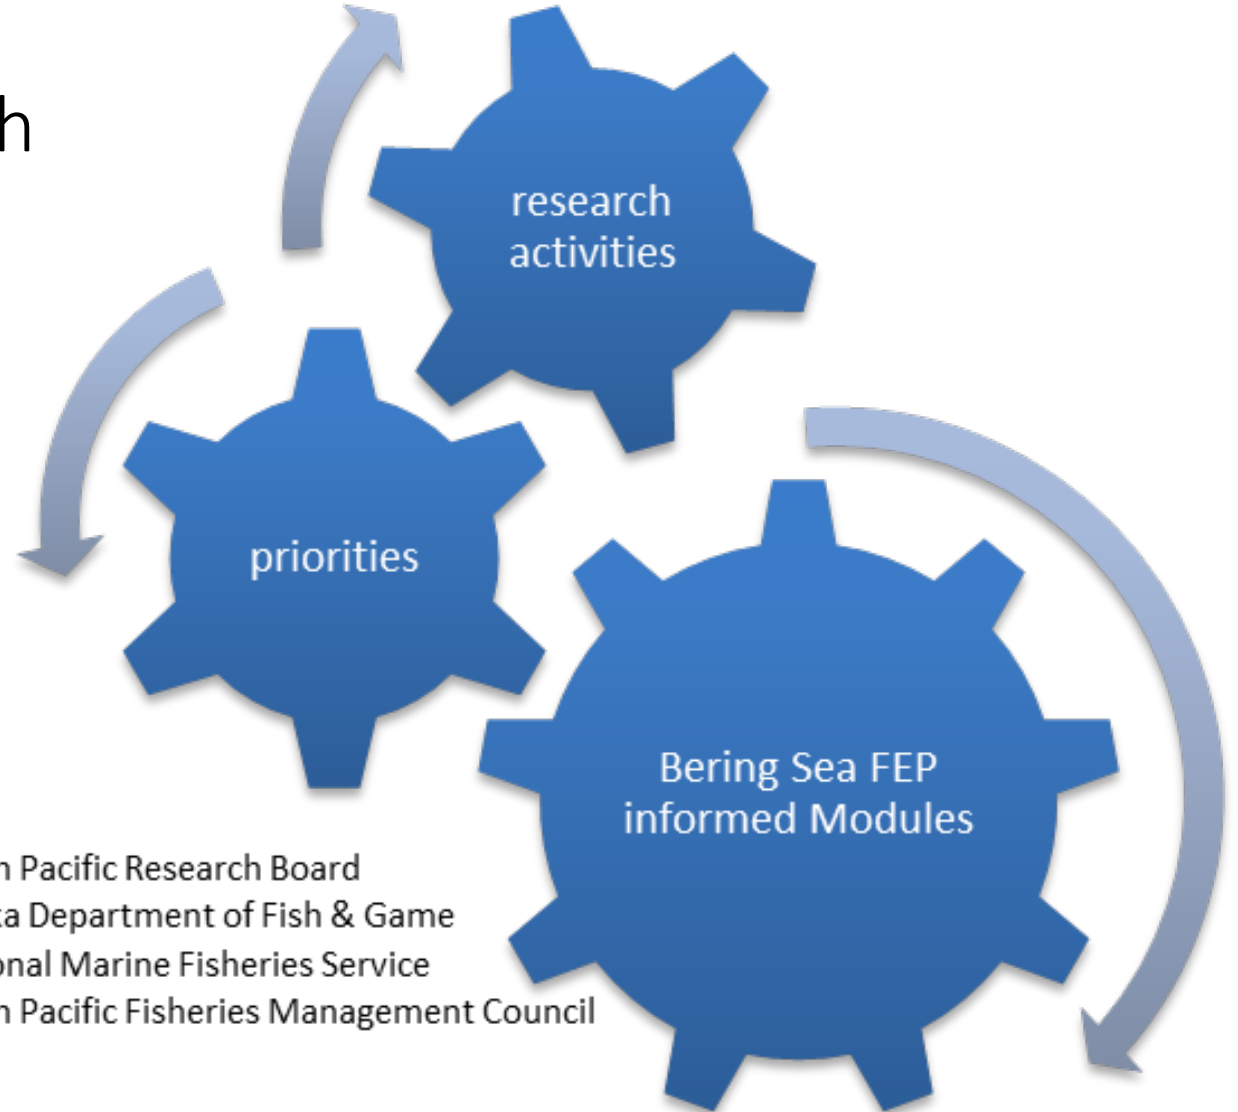 h
research
activities
priorities
Bering Sea FEP
informed Modules
h Pacific Research Board
ka Department of Fish & Game
onal Marine Fisheries Service
h Pacific Fisheries Management Council